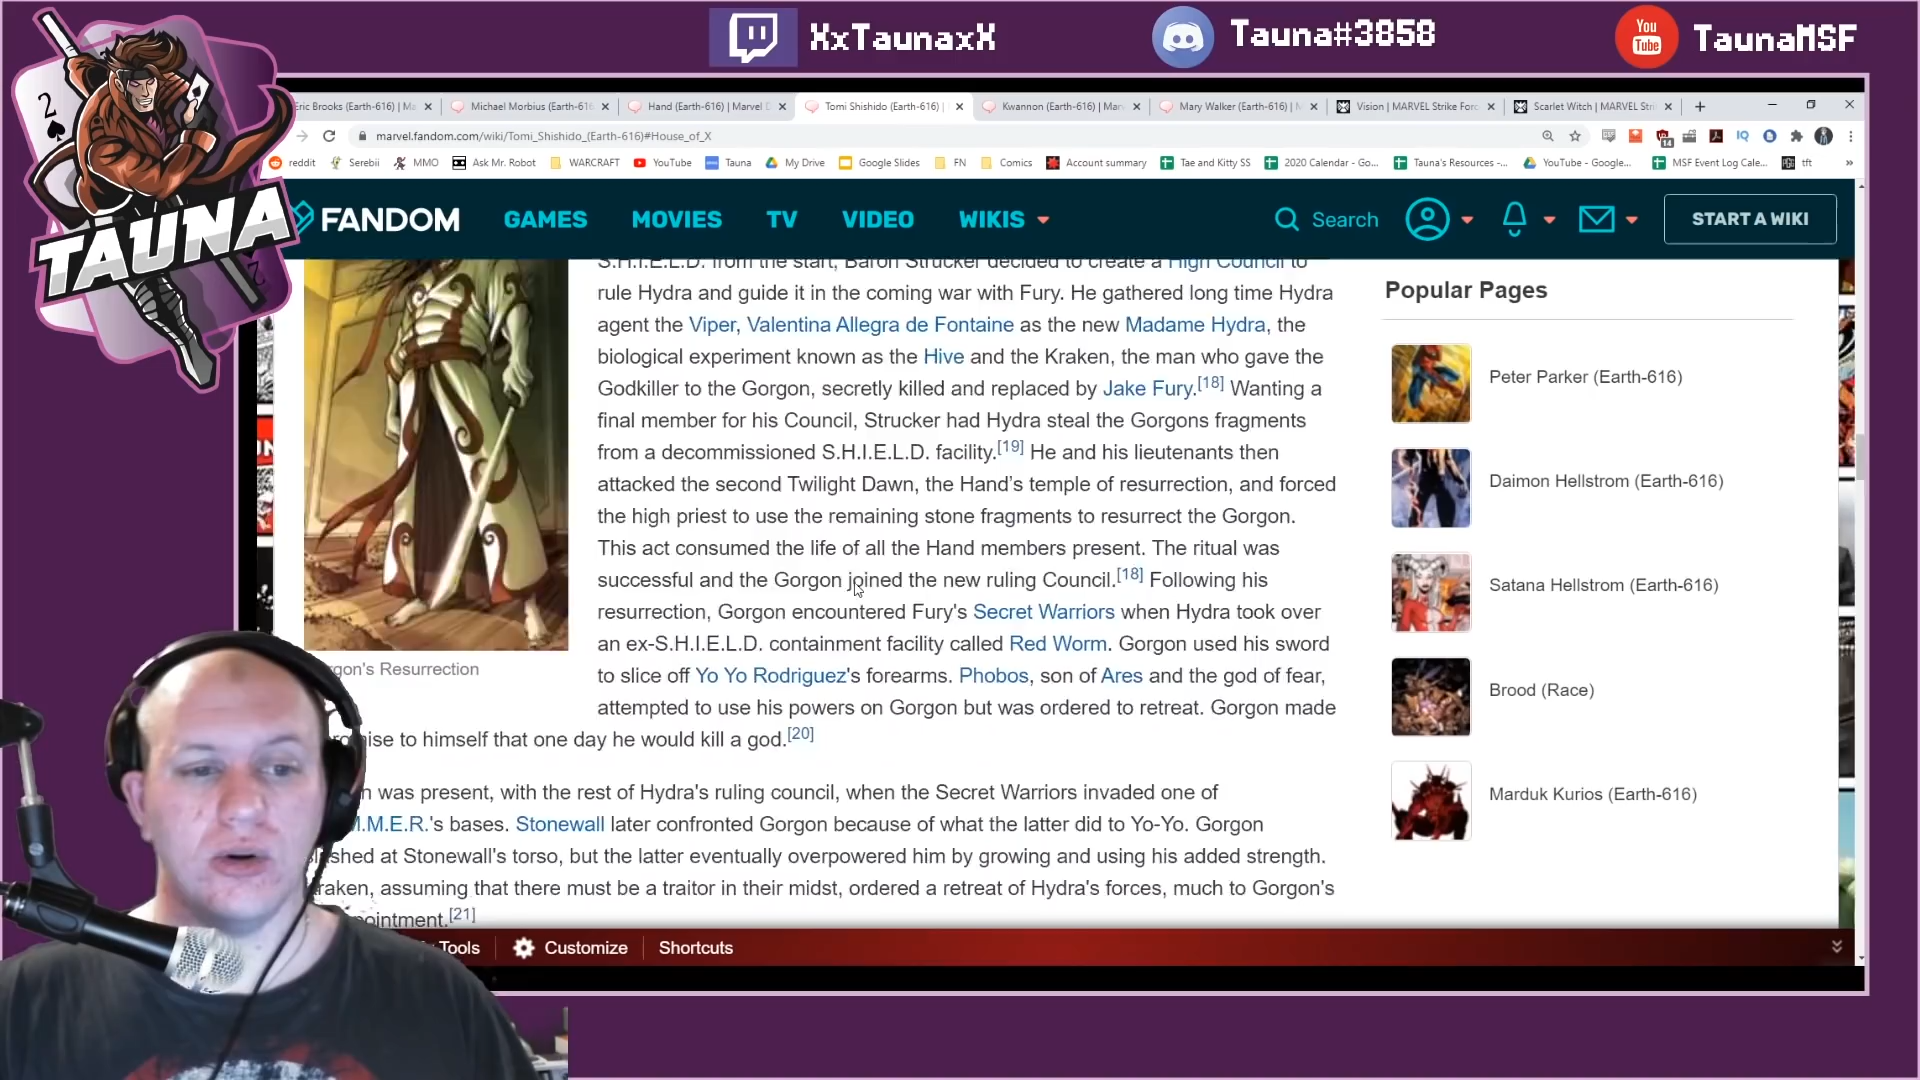 XxTaunaxX
Tauna#3858
You
Tube
TaunaMSF
2
TAUNA
2
Eric Brooks (Earth-616) | Ma
Michael Morbius (Earth-616
Hand (Earth-616) | Marvel D
Tomi Shishido (Earth-616) |
Kwannon (Earth-616) | Mar
Mary Walker (Earth-616) | M
Vision | MARVEL Strike Forc
Scarlet Witch | MARVEL Str
marvel.fandom.com/wiki/Tomi_Shishido_(Earth-616)#House_of_X
14
IQ
reddit
Serebii
MMO
Ask Mr. Robot
WARCRAFT
YouTube
Tauna
My Drive
Google Slides
FN
Comics
Account summary
Tae and Kitty SS
2020 Calendar - Go...
Tauna's Resources -...
YouTube - Google...
MSF Event Log Cale...
tft
»
FANDOM
GAMES
MOVIES
TV
VIDEO
WIKIS
Search
START A WIKI
S.H.I.E.L.D. from the start, Baron Strucker decided to create a High Council to
rule Hydra and guide it in the coming war with Fury. He gathered long time Hydra
agent the Viper, Valentina Allegra de Fontaine as the new Madame Hydra, the
biological experiment known as the Hive and the Kraken, the man who gave the
Godkiller to the Gorgon, secretly killed and replaced by Jake Fury.[18] Wanting a
final member for his Council, Strucker had Hydra steal the Gorgons fragments
from a decommissioned S.H.I.E.L.D. facility.[19] He and his lieutenants then
attacked the second Twilight Dawn, the Hand's temple of resurrection, and forced
the high priest to use the remaining stone fragments to resurrect the Gorgon.
This act consumed the life of all the Hand members present. The ritual was
successful and the Gorgon joined the new ruling Council.[18] Following his
resurrection, Gorgon encountered Fury's Secret Warriors when Hydra took over
an ex-S.H.I.E.L.D. containment facility called Red Worm. Gorgon used his sword
to slice off Yo Yo Rodriguez's forearms. Phobos, son of Ares and the god of fear,
attempted to use his powers on Gorgon but was ordered to retreat. Gorgon made
mise to himself that one day he would kill a god.[20]
rgon's Resurrection
n was present, with the rest of Hydra's ruling council, when the Secret Warriors invaded one of
M.M.E.R.'s bases. Stonewall later confronted Gorgon because of what the latter did to Yo-Yo. Gorgon
slashed at Stonewall's torso, but the latter eventually overpowered him by growing and using his added strength.
raken, assuming that there must be a traitor in their midst, ordered a retreat of Hydra's forces, much to Gorgon's
pointment.[21]
Popular Pages
Peter Parker (Earth-616)
Daimon Hellstrom (Earth-616)
Satana Hellstrom (Earth-616)
Brood (Race)
Marduk Kurios (Earth-616)
Tools
Customize
Shortcuts